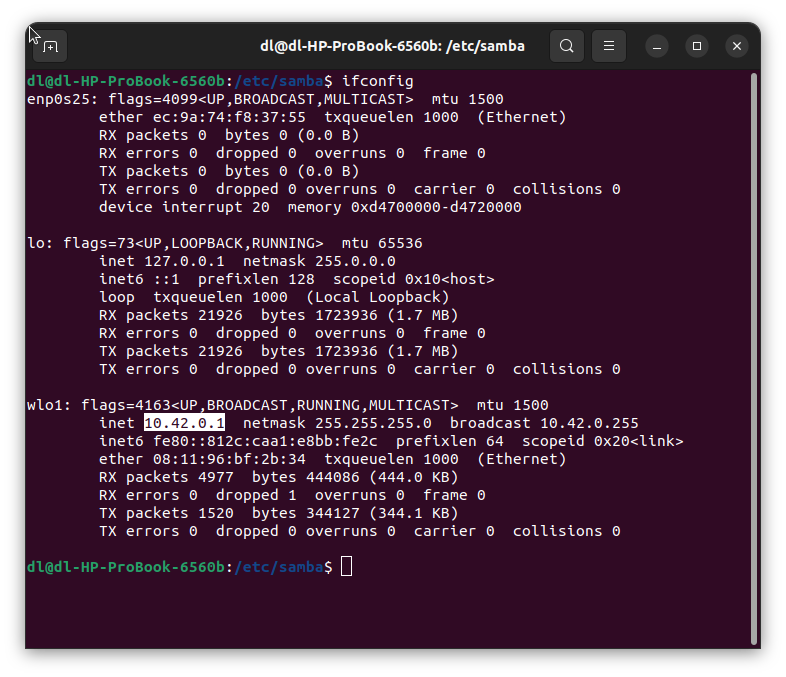 dl@dl-HP-ProBook-6560b: /etc/samba
dl@dl-HP-ProBook-6560b:/etc/samba$ ifconfig
enp0s25: flags=4099<UP,BROADCAST,MULTICAST>  mtu 1500
        ether ec:9a:74:f8:37:55  txqueuelen 1000  (Ethernet)
        RX packets 0  bytes 0 (0.0 B)
        RX errors 0  dropped 0  overruns 0  frame 0
        TX packets 0  bytes 0 (0.0 B)
        TX errors 0  dropped 0 overruns 0  carrier 0  collisions 0
        device interrupt 20  memory 0xd4700000-d4720000

lo: flags=73<UP,LOOPBACK,RUNNING>  mtu 65536
        inet 127.0.0.1  netmask 255.0.0.0
        inet6 ::1  prefixlen 128  scopeid 0x10<host>
        loop  txqueuelen 1000  (Local Loopback)
        RX packets 21926  bytes 1723936 (1.7 MB)
        RX errors 0  dropped 0  overruns 0  frame 0
        TX packets 21926  bytes 1723936 (1.7 MB)
        TX errors 0  dropped 0 overruns 0  carrier 0  collisions 0

wlo1: flags=4163<UP,BROADCAST,RUNNING,MULTICAST>  mtu 1500
        inet 10.42.0.1  netmask 255.255.255.0  broadcast 10.42.0.255
        inet6 fe80::812c:caa1:e8bb:fe2c  prefixlen 64  scopeid 0x20<link>
        ether 08:11:96:bf:2b:34  txqueuelen 1000  (Ethernet)
        RX packets 4977  bytes 444086 (444.0 KB)
        RX errors 0  dropped 1  overruns 0  frame 0
        TX packets 1520  bytes 344127 (344.1 KB)
        TX errors 0  dropped 0 overruns 0  carrier 0  collisions 0

dl@dl-HP-ProBook-6560b:/etc/samba$